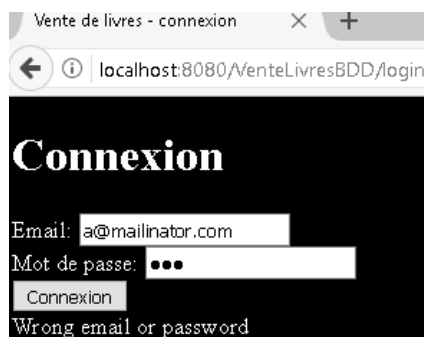 Vente de livres - connexion
localhost:8080/VenteLivresBDD/login
Connexion
Email: a@mailinator.com
Mot de passe: ●●●
Connexion
Wrong email or password